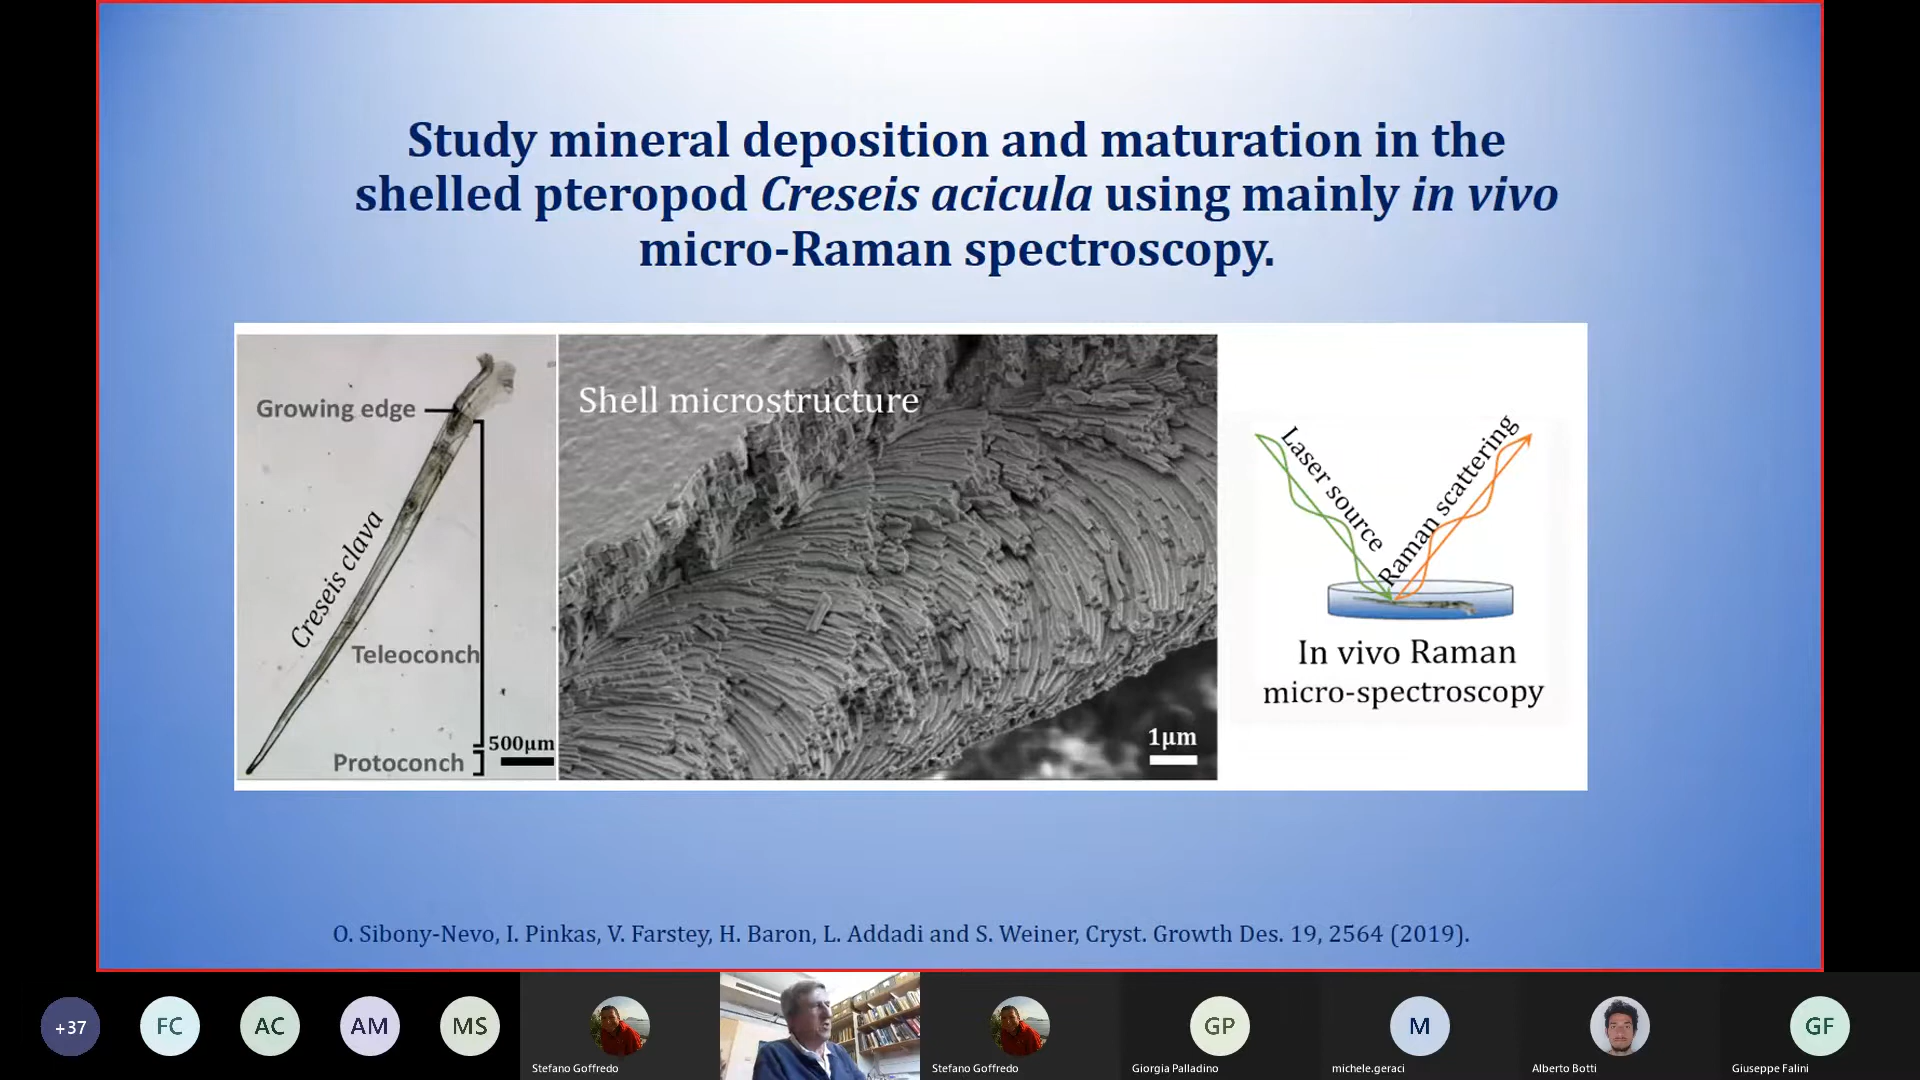 Study mineral deposition and maturation in the
shelled pteropod Creseis acicula using mainly in vivo
micro-Raman spectroscopy.
Growing edge
Creseis clava
Teleoconch
500µm
Protoconch
Shell microstructure
1µm
Laser source
Raman scattering
In vivo Raman
micro-spectroscopy
O. Sibony-Nevo, I. Pinkas, V. Farstey, H. Baron, L. Addadi and S. Weiner, Cryst. Growth Des. 19, 2564 (2019).
+37
FC
AC
AM
MS
Stefano Goffredo
Stefano Goffredo
GP
Giorgia Palladino
M
michele.geraci
Alberto Botti
GF
Giuseppe Falini